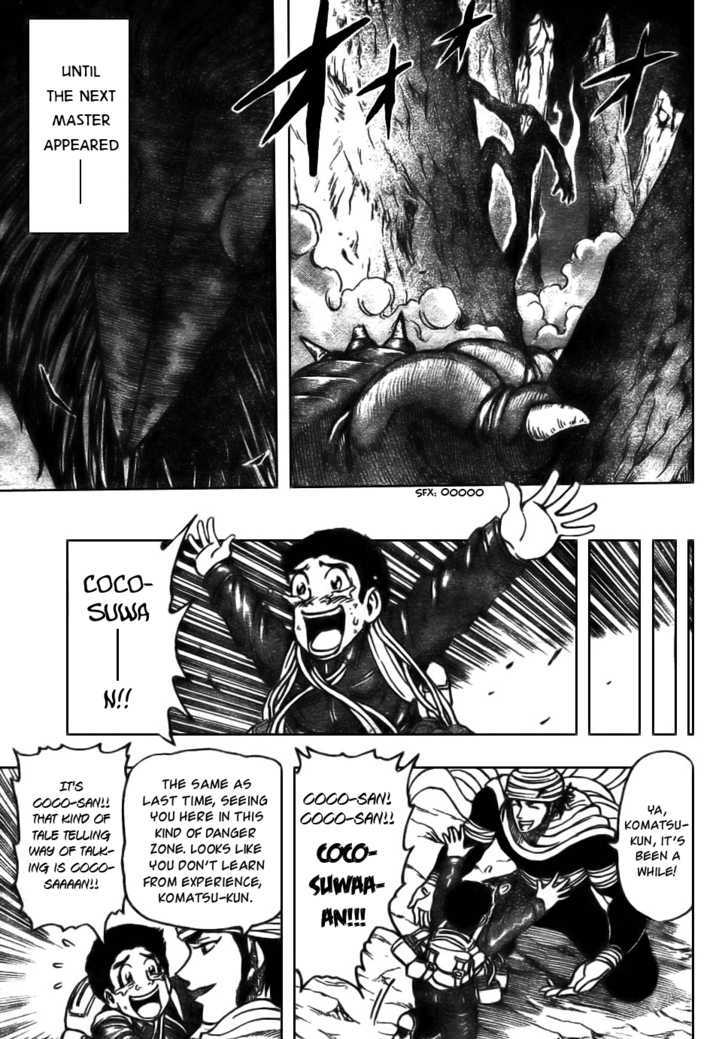 SFX: OOOOO
UNTIL
THE NEXT
MASTER
APPEARED
—
COCO-
SUWA
—
N!!
YA,
KOMATSU-
KUN, IT'S
BEEN A
WHILE!
COCO-SAN!!
COCO-SAN!!
COCO-
SUWAA-
AN!!!
THE SAME AS
LAST TIME, SEEING
YOU HERE IN THIS
KIND OF DANGER
ZONE. LOOKS LIKE
YOU DON'T LEARN
FROM EXPERIENCE,
KOMATSU-KUN.
IT'S
COCO-SAN!!
THAT KIND OF
TALE TELLING
WAY OF TALK-
ING IS COCO-
SAAAAN!!